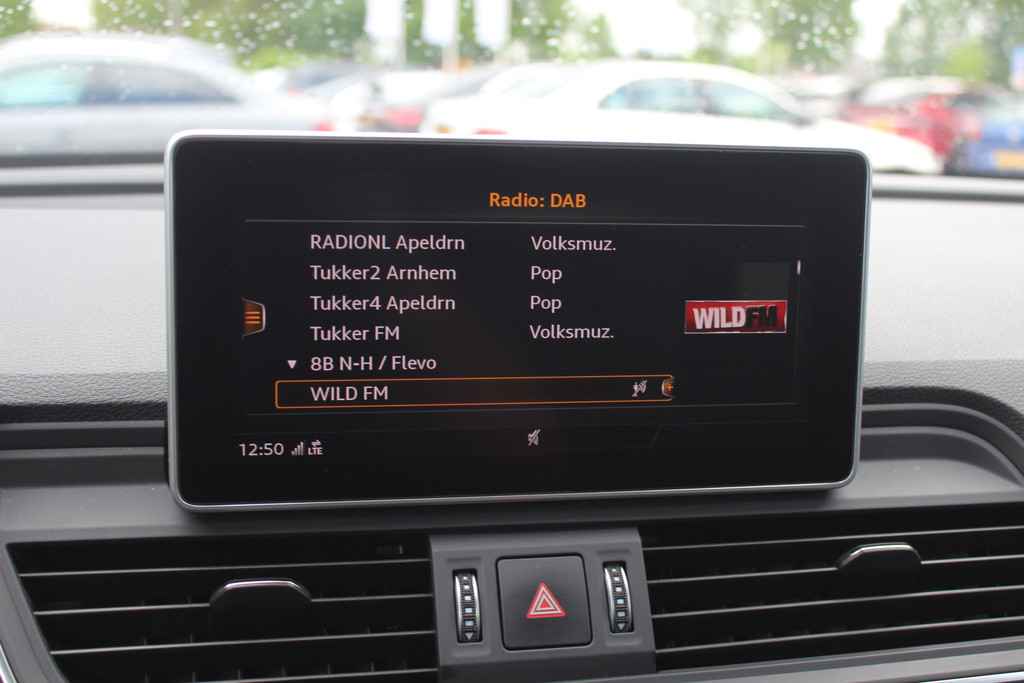 Radio: DAB
RADIONL Apeldrn Volksmuz.
Tukker2 Arnhem Pop
Tukker4 Apeldrn Pop
Tukker FM Volksmuz.
8B N-H / Flevo
WILD FM
WILDFM
12:50 LTE